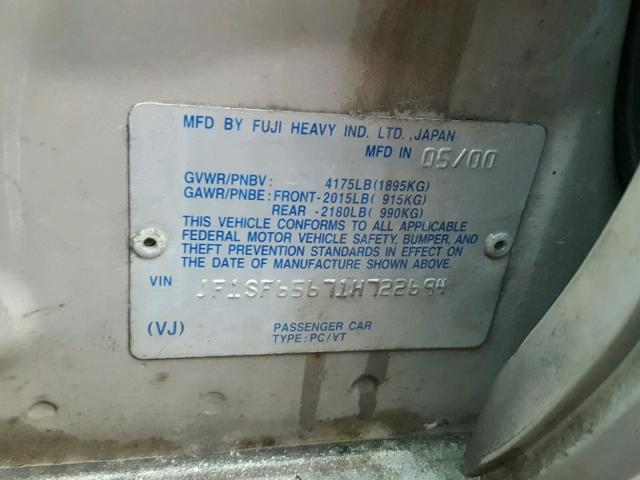 MFD BY FUJI HEAVY IND. LTD., JAPAN
MFD IN 05/00
GVWR/PNBV: 4175LB(1895KG)
GAWR/PNBE: FRONT-2015LB( 915KG)
REAR -2180LB( 990KG)
THIS VEHICLE CONFORMS TO ALL APPLICABLE
FEDERAL MOTOR VEHICLE SAFETY, BUMPER, AND
THEFT PREVENTION STANDARDS IN EFFECT ON
THE DATE OF MANUFACTURE SHOWN ABOVE.
VIN JF1SF65671H722694
(VJ) PASSENGER CAR
TYPE: PC/VT